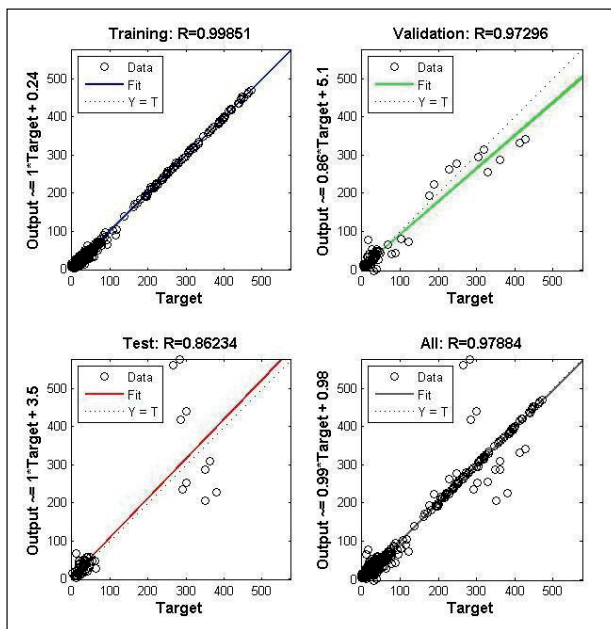 Training: R=0.99851
Output ~= 1*Target + 0.24
500
400
300
200
100
0
Data
Fit
Y = T
0 100 200 300 400 500
Target
Validation: R=0.97296
Output ~= 0.86*Target + 5.1
500
400
300
200
100
0
Data
Fit
Y = T
0 100 200 300 400 500
Target
Test: R=0.86234
Output ~= 1*Target + 3.5
500
400
300
200
100
0
Data
Fit
Y = T
0 100 200 300 400 500
Target
All: R=0.97884
Output ~= 0.99*Target + 0.98
500
400
300
200
100
0
Data
Fit
Y = T
0 100 200 300 400 500
Target